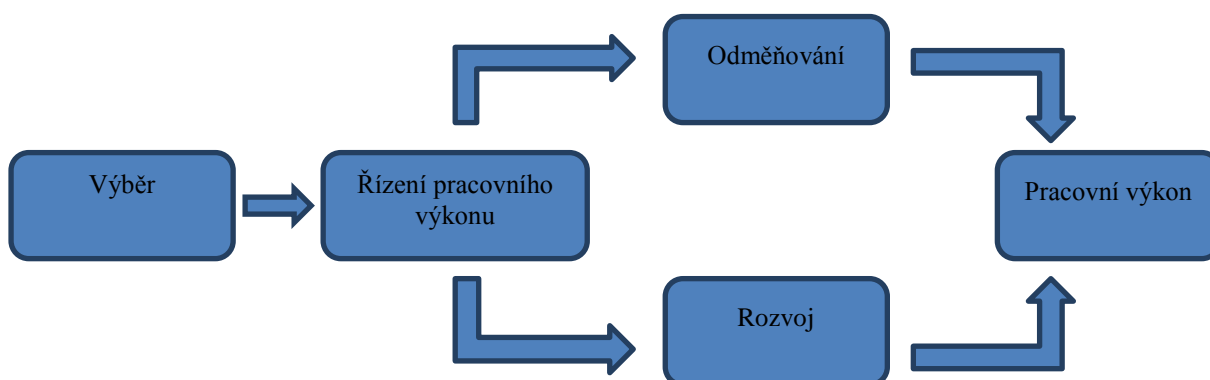 Odměňování
Výběr
Řízení pracovního
výkonu
Pracovní výkon
Rozvoj